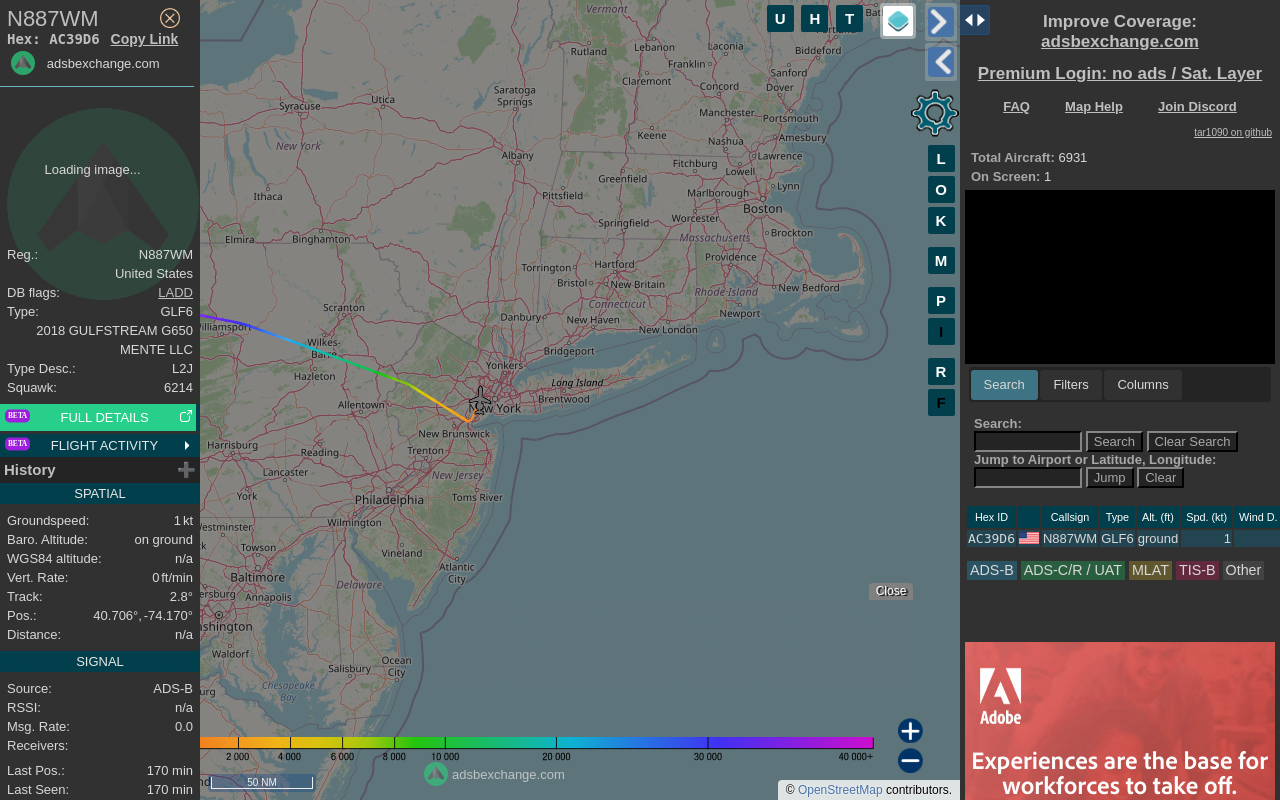 N887WM
Hex: AC39D6 Copy Link
adsbexchange.com
Loading image...
Reg.: N887WM
United States
DB flags: LADD
Type: GLF6
2018 GULFSTREAM G650
MENTE LLC
Type Desc.: L2J
Squawk: 6214
BETA FULL DETAILS
BETA FLIGHT ACTIVITY
History
SPATIAL
Groundspeed: 1 kt
Baro. Altitude: on ground
WGS84 altitude: n/a
Vert. Rate: 0 ft/min
Track: 2.8°
Pos.: 40.706°, -74.170°
Distance: n/a
SIGNAL
Source: ADS-B
RSSI: n/a
Msg. Rate: 0.0
Receivers:
Last Pos.: 170 min
Last Seen: 170 min
U H T
L
O
K
M
P
I
R
F
Vermont
Rutland
Lebanon
Laconia
Biddeford
Franklin
Sanford
Claremont
Concord
Dover
Saratoga
Springs
Utica
Syracuse
Manchester
Portsmouth
Keene
Nashua
Amesbury
New York
Albany
Fitchburg
Lawrence
Lowell
Greenfield
Ithaca
Pittsfield
Marlborough
Lynn
Worcester
Boston
Springfield
Elmira
Binghamton
Massachusetts
Brockton
Torrington
Hartford
Providence
Bristol
New Britain
Rhode Island
New Bedford
Scranton
Connecticut
Danbury
New Haven
Newport
New London
Williamsport
Wilkes-
Barre
Bridgeport
Hazleton
Yonkers
Long Island
Allentown
New York
Brentwood
New Brunswick
Harrisburg
Reading
Trenton
Lancaster
New Jersey
York
Philadelphia
Toms River
Wilmington
Westminster
Towson
Vineland
Baltimore
Atlantic
City
Delaware
Annapolis
Washington
Waldorf
Salisbury
Ocean
City
Chesapeake
Bay
Close
2 000 4 000 6 000 8 000 10 000 20 000 30 000 40 000+
adsbexchange.com
50 NM
© OpenStreetMap contributors.
Improve Coverage:
adsbexchange.com
Premium Login: no ads / Sat. Layer
FAQ Map Help Join Discord
tar1090 on github
Total Aircraft: 6931
On Screen: 1
Search Filters Columns
Search:
Search Clear Search
Jump to Airport or Latitude, Longitude:
Jump Clear
Hex ID Callsign Type Alt. (ft) Spd. (kt) Wind D.
AC39D6 N887WM GLF6 ground 1
ADS-B ADS-C/R / UAT MLAT TIS-B Other
Adobe
Experiences are the base for
workforces to take off.